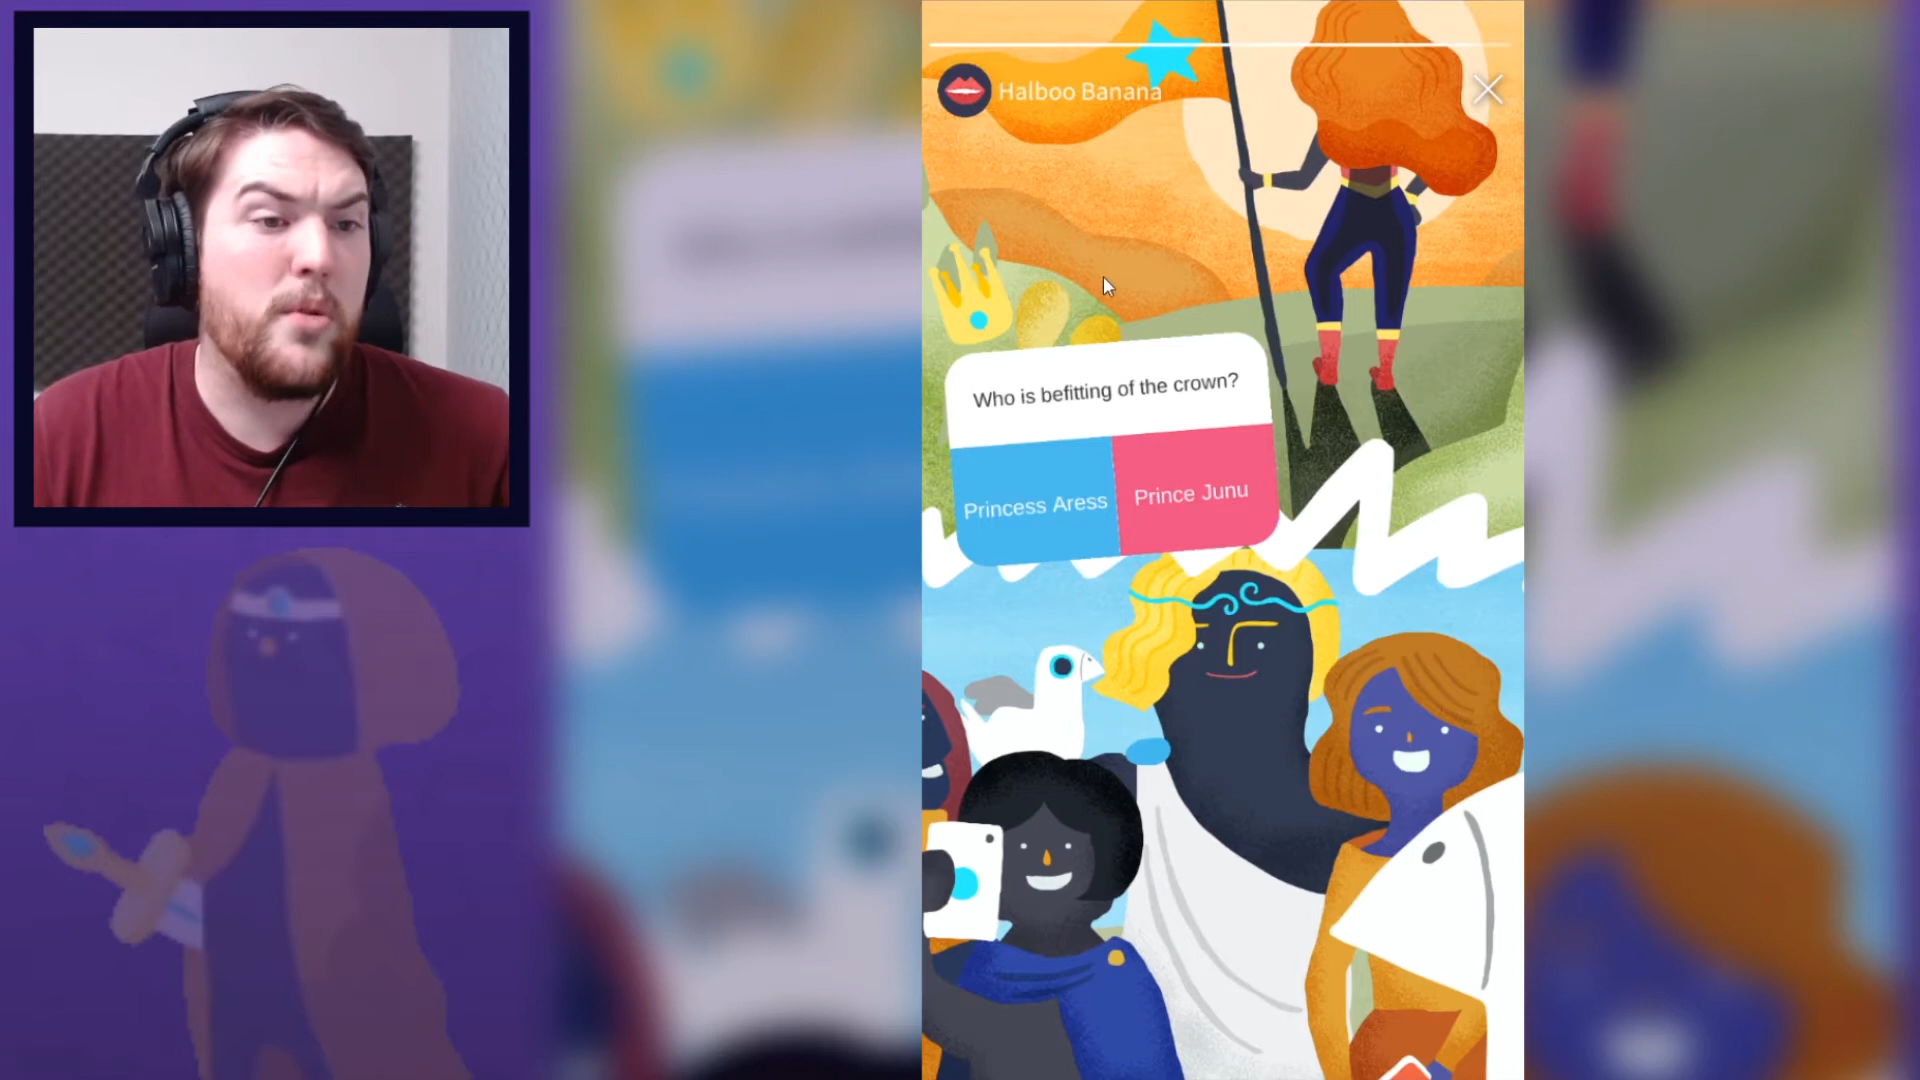 Halboo Banana
Who is befitting of the crown?
Princess Aress
Prince Junu